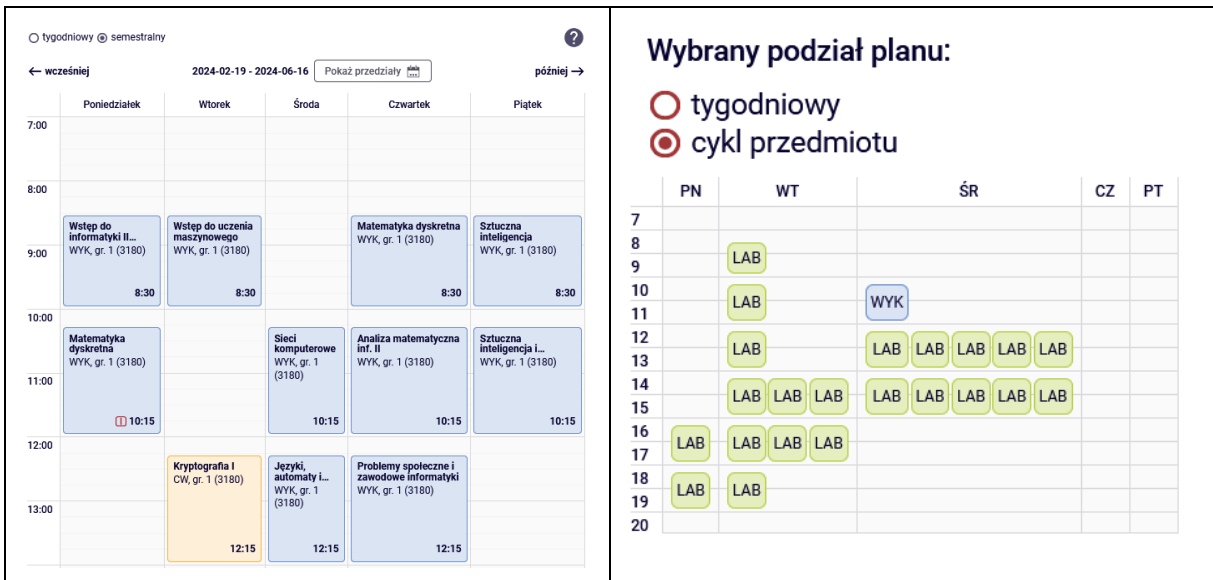 tygodniowy semestralny ?
← wcześniej 2024-02-19 - 2024-06-16 Pokaż przedziały później →
Poniedziałek Wtorek Środa Czwartek Piątek
7:00
8:00
Wstęp do
informatyki II...
WYK, gr. 1 (3180)
8:30
Wstęp do uczenia
maszynowego
WYK, gr. 1 (3180)
8:30
Matematyka dyskretna
WYK, gr. 1 (3180)
8:30
Sztuczna
inteligencja
WYK, gr. 1 (3180)
8:30
9:00
10:00
Matematyka
dyskretna
WYK, gr. 1 (3180)
10:15
Sieci
komputerowe
WYK, gr. 1
(3180)
10:15
Analiza matematyczna
inf. II
WYK, gr. 1 (3180)
10:15
Sztuczna
inteligencja i...
WYK, gr. 1 (3180)
10:15
11:00
12:00
Kryptografia I
CW, gr. 1 (3180)
12:15
Języki,
automaty i...
WYK, gr. 1
(3180)
12:15
Problemy społeczne i
zawodowe informatyki
WYK, gr. 1 (3180)
12:15
13:00
Wybrany podział planu:
tygodniowy
cykl przedmiotu
PN WT ŚR CZ PT
7
8
LAB
9
10
LAB WYK
11
12
LAB LAB LAB LAB LAB LAB
13
14
LAB LAB LAB LAB LAB LAB LAB LAB
15
16
LAB LAB LAB LAB
17
18
LAB LAB
19
20